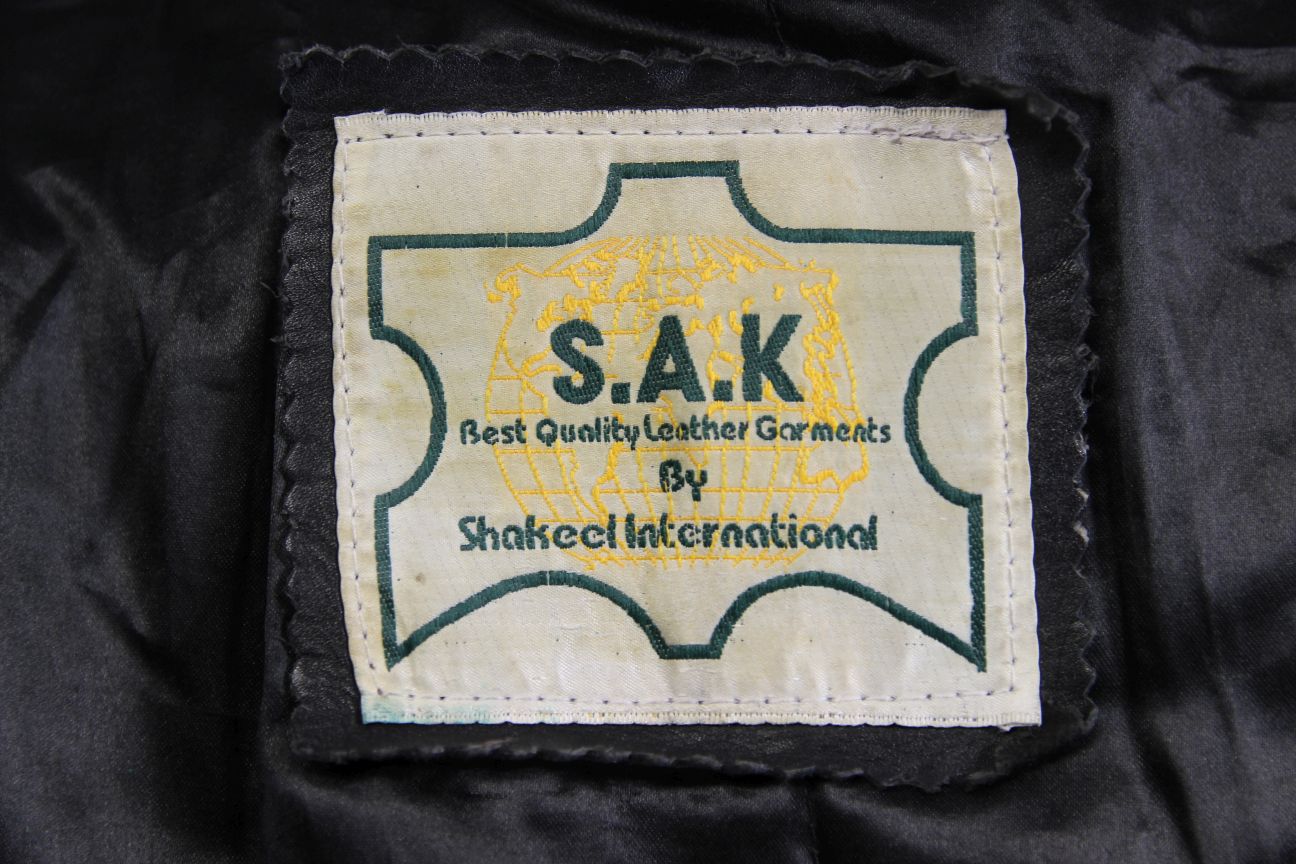 S.A.K
Best Quality Leather Garments
By
Shakeel International